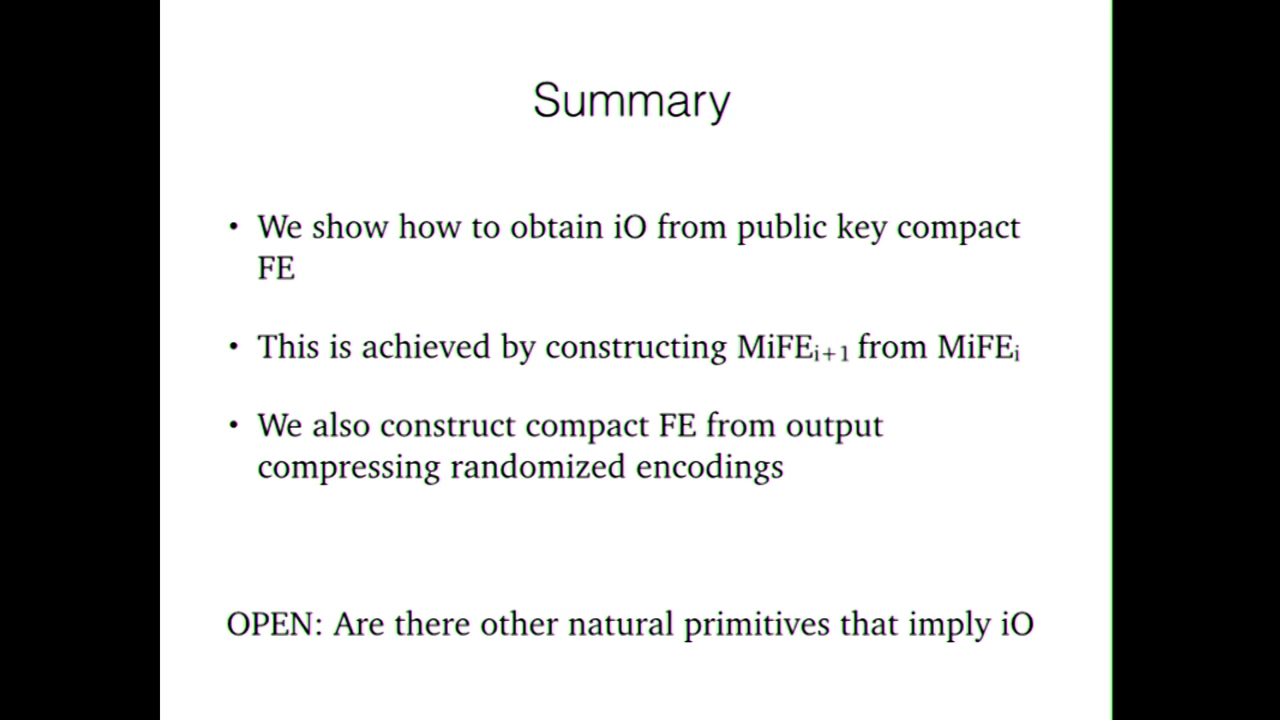 Summary
• We show how to obtain iO from public key compact
FE
• This is achieved by constructing MiFEi+1 from MiFEi
• We also construct compact FE from output
compressing randomized encodings
OPEN: Are there other natural primitives that imply iO